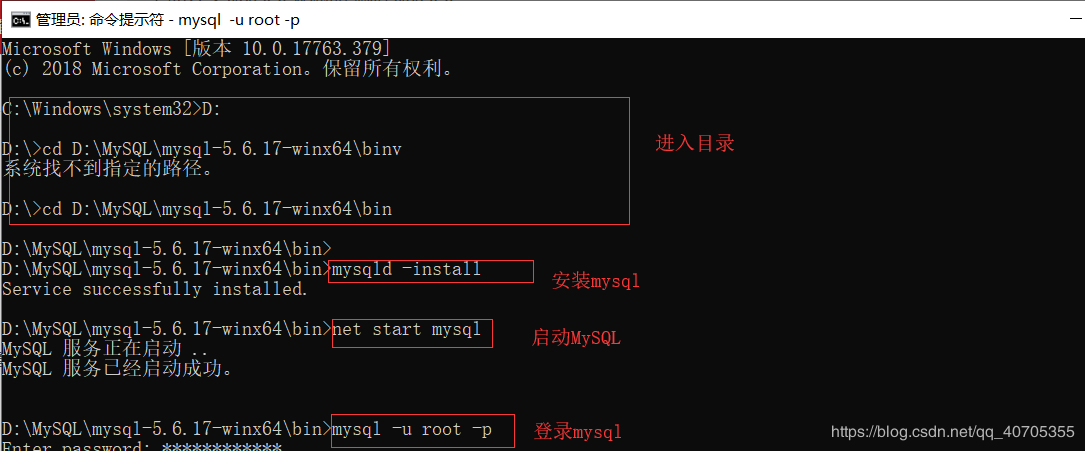 管理员: 命令提示符 - mysql  -u root -p
Microsoft Windows [版本 10.0.17763.379]
(c) 2018 Microsoft Corporation。保留所有权利。
C:\Windows\system32>D:
D:\>cd D:\MySQL\mysql-5.6.17-winx64\binv
进入目录
系统找不到指定的路径。
D:\>cd D:\MySQL\mysql-5.6.17-winx64\bin
D:\MySQL\mysql-5.6.17-winx64\bin>
D:\MySQL\mysql-5.6.17-winx64\bin>mysqld -install
安装mysql
Service successfully installed.
D:\MySQL\mysql-5.6.17-winx64\bin>net start mysql
启动MySQL
MySQL 服务正在启动 ..
MySQL 服务已经启动成功。
D:\MySQL\mysql-5.6.17-winx64\bin>mysql -u root -p
登录mysql
Enter password: ************
https://blog.csdn.net/qq_40705355